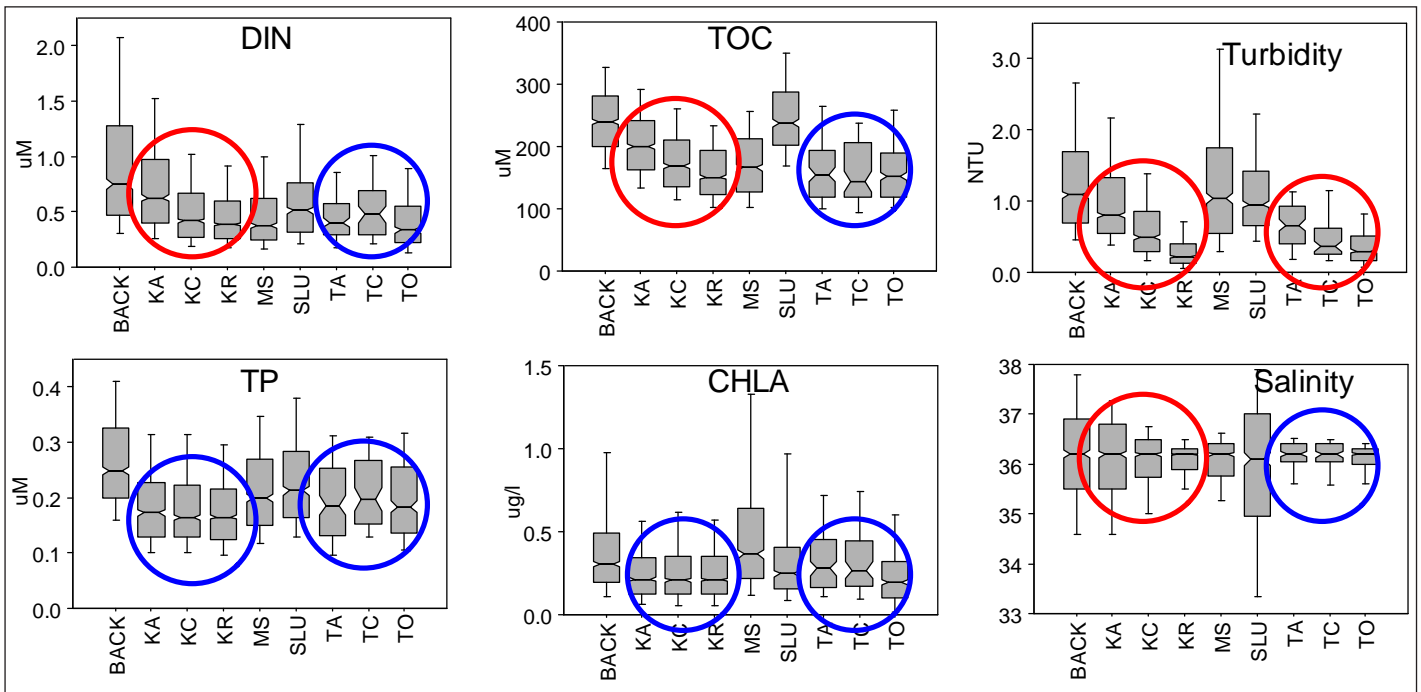 DIN
uM
2.0
1.5
1.0
0.5
0.0
BACK
KA
KC
KR
MS
SLU
TA
TC
TO
TOC
uM
400
300
200
100
0
BACK
KA
KC
KR
MS
SLU
TA
TC
TO
Turbidity
NTU
3.0
2.0
1.0
0.0
BACK
KA
KC
KR
MS
SLU
TA
TC
TO
TP
uM
0.4
0.3
0.2
0.1
0.0
BACK
KA
KC
KR
MS
SLU
TA
TC
TO
CHLA
ug/l
1.5
1.0
0.5
0.0
BACK
KA
KC
KR
MS
SLU
TA
TC
TO
Salinity
38
37
36
35
34
33
BACK
KA
KC
KR
MS
SLU
TA
TC
TO